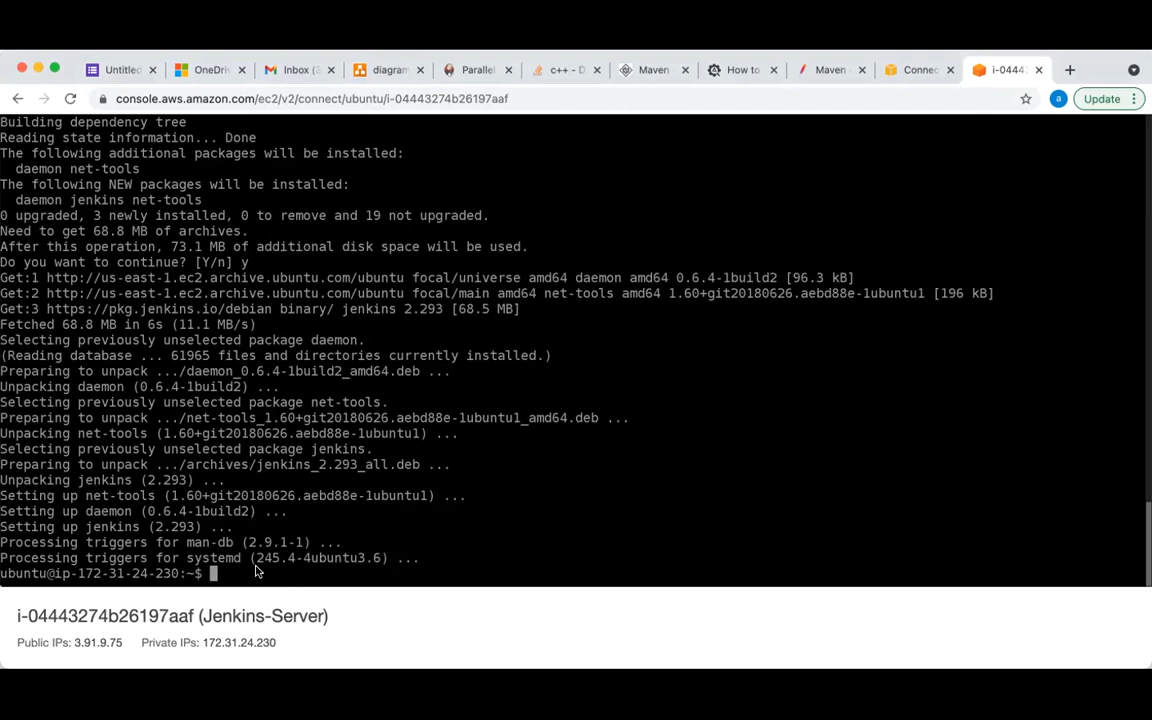 Untitled
OneDri
Inbox (3
diagram
Parallel
c++ - D
Maven
How to
Maven
Connec
i-0444
console.aws.amazon.com/ec2/v2/connect/ubuntu/i-04443274b26197aaf
a
Update
Building dependency tree
Reading state information... Done
The following additional packages will be installed:
daemon net-tools
The following NEW packages will be installed:
daemon jenkins net-tools
0 upgraded, 3 newly installed, 0 to remove and 19 not upgraded.
Need to get 68.8 MB of archives.
After this operation, 73.1 MB of additional disk space will be used.
Do you want to continue? [Y/n] y
Get:1 http://us-east-1.ec2.archive.ubuntu.com/ubuntu focal/universe amd64 daemon amd64 0.6.4-1build2 [96.3 kB]
Get:2 http://us-east-1.ec2.archive.ubuntu.com/ubuntu focal/main amd64 net-tools amd64 1.60+git20180626.aebd88e-1ubuntu1 [196 kB]
Get:3 https://pkg.jenkins.io/debian binary/ jenkins 2.293 [68.5 MB]
Fetched 68.8 MB in 6s (11.1 MB/s)
Selecting previously unselected package daemon.
(Reading database ... 61965 files and directories currently installed.)
Preparing to unpack .../daemon_0.6.4-1build2_amd64.deb ...
Unpacking daemon (0.6.4-1build2) ...
Selecting previously unselected package net-tools.
Preparing to unpack .../net-tools_1.60+git20180626.aebd88e-1ubuntu1_amd64.deb ...
Unpacking net-tools (1.60+git20180626.aebd88e-1ubuntu1) ...
Selecting previously unselected package jenkins.
Preparing to unpack .../archives/jenkins_2.293_all.deb ...
Unpacking jenkins (2.293) ...
Setting up net-tools (1.60+git20180626.aebd88e-1ubuntu1) ...
Setting up daemon (0.6.4-1build2) ...
Setting up jenkins (2.293) ...
Processing triggers for man-db (2.9.1-1) ...
Processing triggers for systemd (245.4-4ubuntu3.6) ...
ubuntu@ip-172-31-24-230:~$
i-04443274b26197aaf (Jenkins-Server)
Public IPs: 3.91.9.75 Private IPs: 172.31.24.230